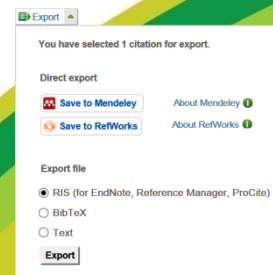 Export
You have selected 1 citation for export.
Direct export
Save to Mendeley About Mendeley
Save to RefWorks About RefWorks
Export file
RIS (for EndNote, Reference Manager, ProCite)
BibTeX
Text
Export